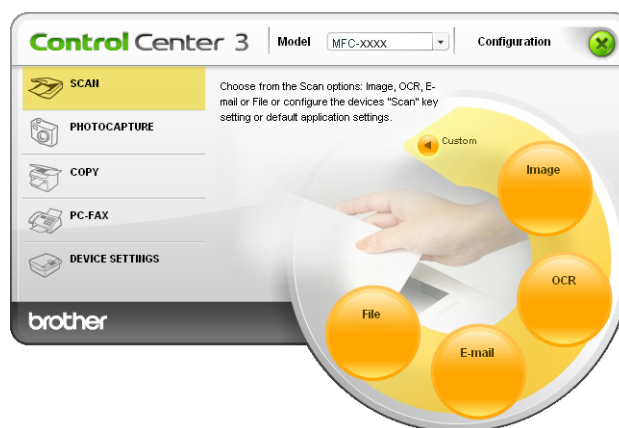 Control Center 3 Model MFC-XXXX Configuration
SCAN
PHOTOCAPTURE
COPY
PC-FAX
DEVICE SETTINGS
brother
Choose from the Scan options: Image, OCR, E-
mail or File or configure the devices "Scan" key
setting or default application settings.
Custom
Image
OCR
E-mail
File